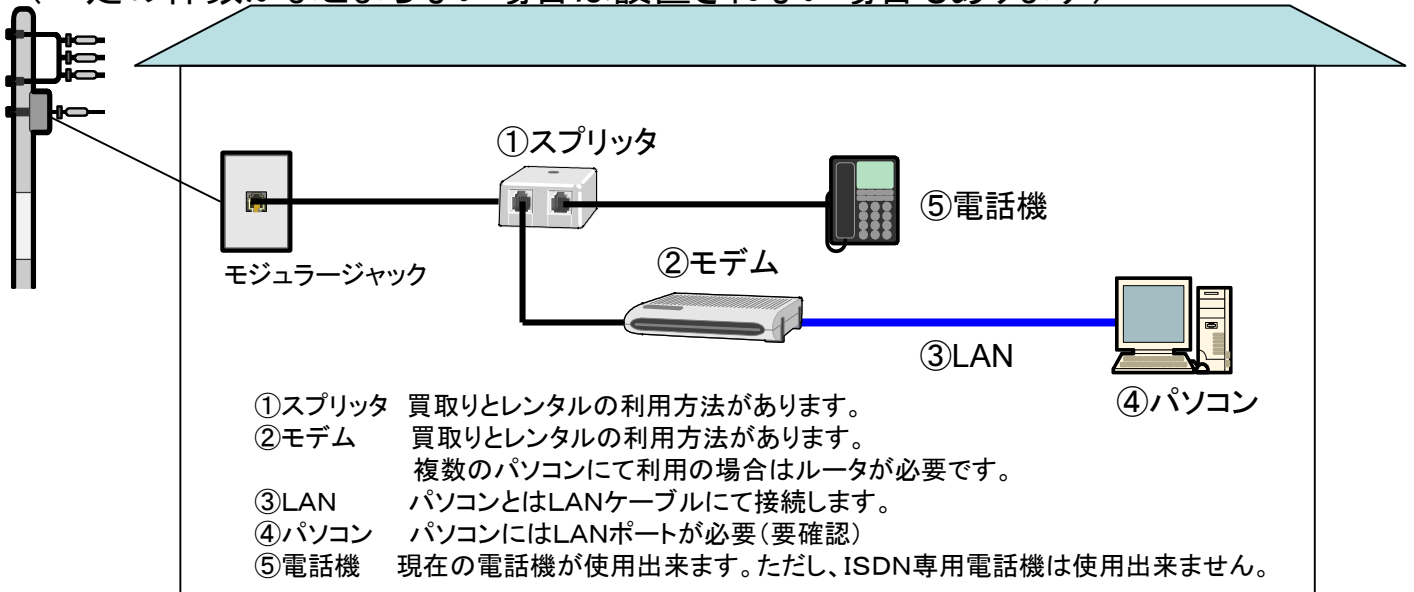 ①スプリッタ
⑤電話機
モジュラージャック
②モデム
③LAN
④パソコン
①スプリッタ 買取りとレンタルの利用方法があります。
②モデム 買取りとレンタルの利用方法があります。
複数のパソコンにて利用の場合はルータが必要です。
③LAN パソコンとはLANケーブルにて接続します。
④パソコン パソコンにはLANポートが必要(要確認)
⑤電話機 現在の電話機が使用出来ます。ただし、ISDN専用電話機は使用出来ません。